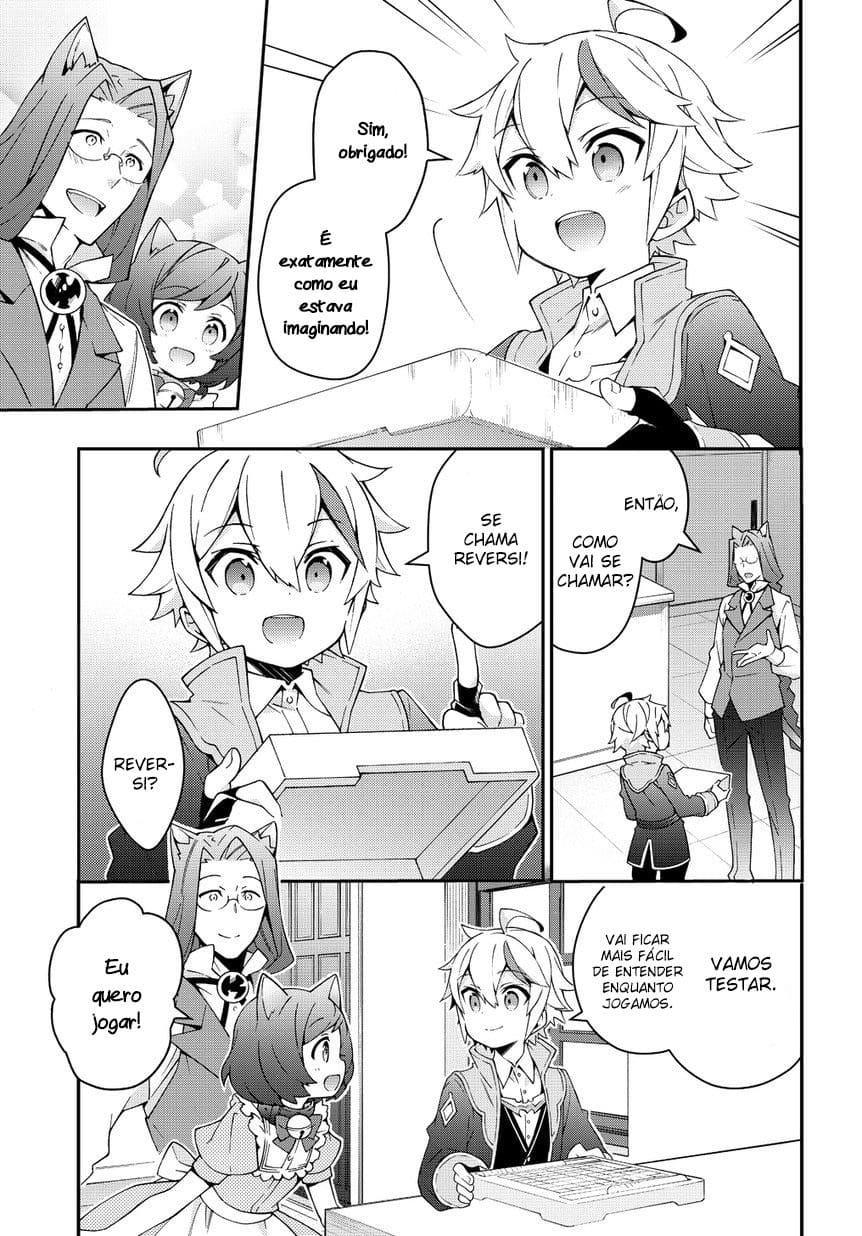 Sim,
obrigado!
É
exatamente
como eu
estava
imaginando!
ENTÃO,
COMO
VAI SE
CHAMAR?
SE
CHAMA
REVERSI!
REVER-
SI?
VAMOS
TESTAR.
VAI FICAR
MAIS FÁCIL
DE ENTENDER
ENQUANTO
JOGAMOS.
Eu
quero
jogar!